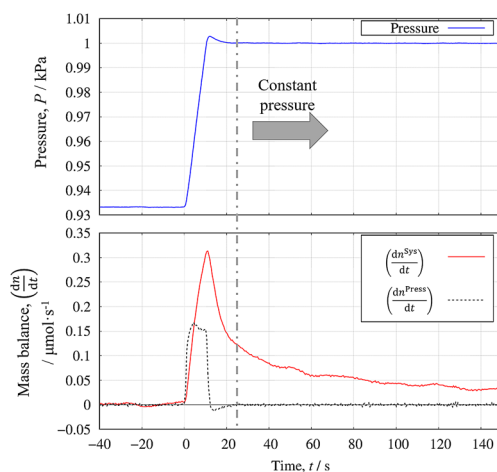 Pressure
1.01
1
0.99
0.98
0.97
0.96
0.95
0.94
0.93
Pressure, P / kPa
Constant
pressure
0.35
0.3
0.25
0.2
0.15
0.1
0.05
0
-0.05
Mass balance, (dn/dt)
/ μmol·s⁻¹
(dn^Sys/dt)
(dn^Press/dt)
-40 -20 0 20 40 60 80 100 120 140
Time, t / s